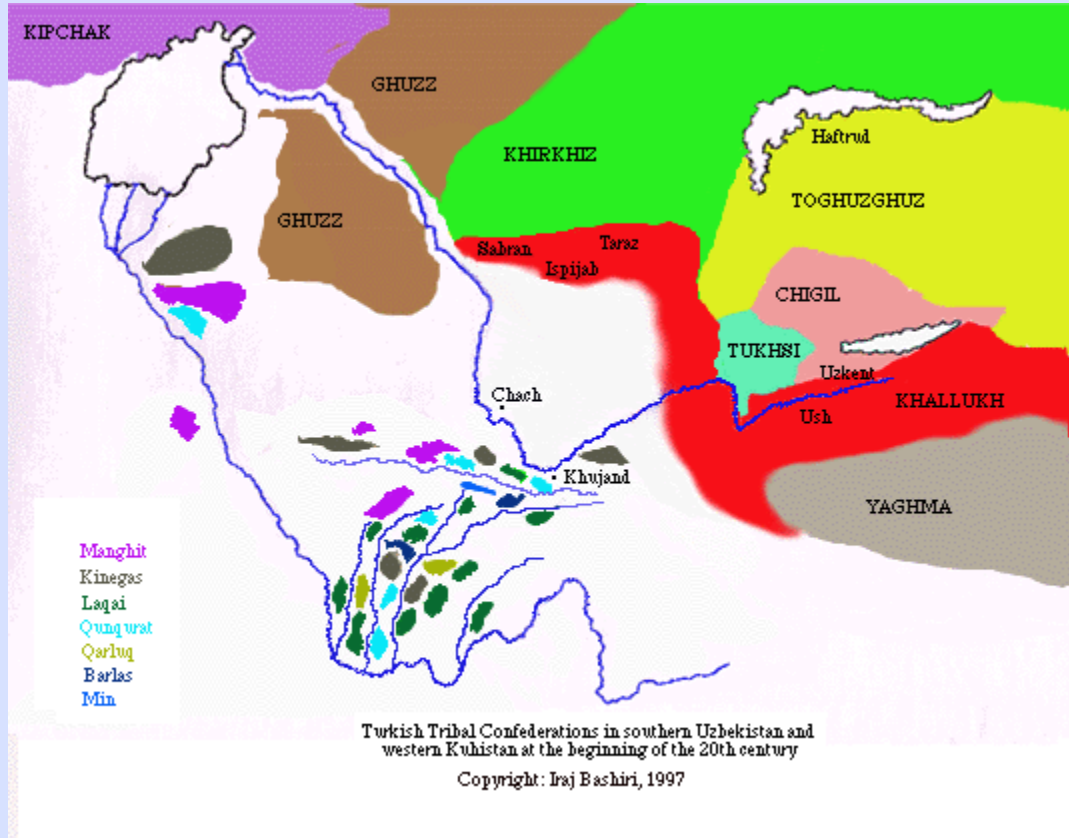 KIPCHAK
GHUZZ
Haftrud
KHIRKHIZ
TOGHUZGHUZ
GHUZZ
Sabran
Taraz
Ispijab
CHIGIL
TUKHSI
Uzkent
Chach
KHALLUKH
Ush
Khujand
YAGHMA
Manghit
Kinegas
Laqai
Qunqurat
Qarluq
Barlas
Min
Turkish Tribal Confederations in southern Uzbekistan and
western Kuhistan at the beginning of the 20th century
Copyright: Iraj Bashiri, 1997